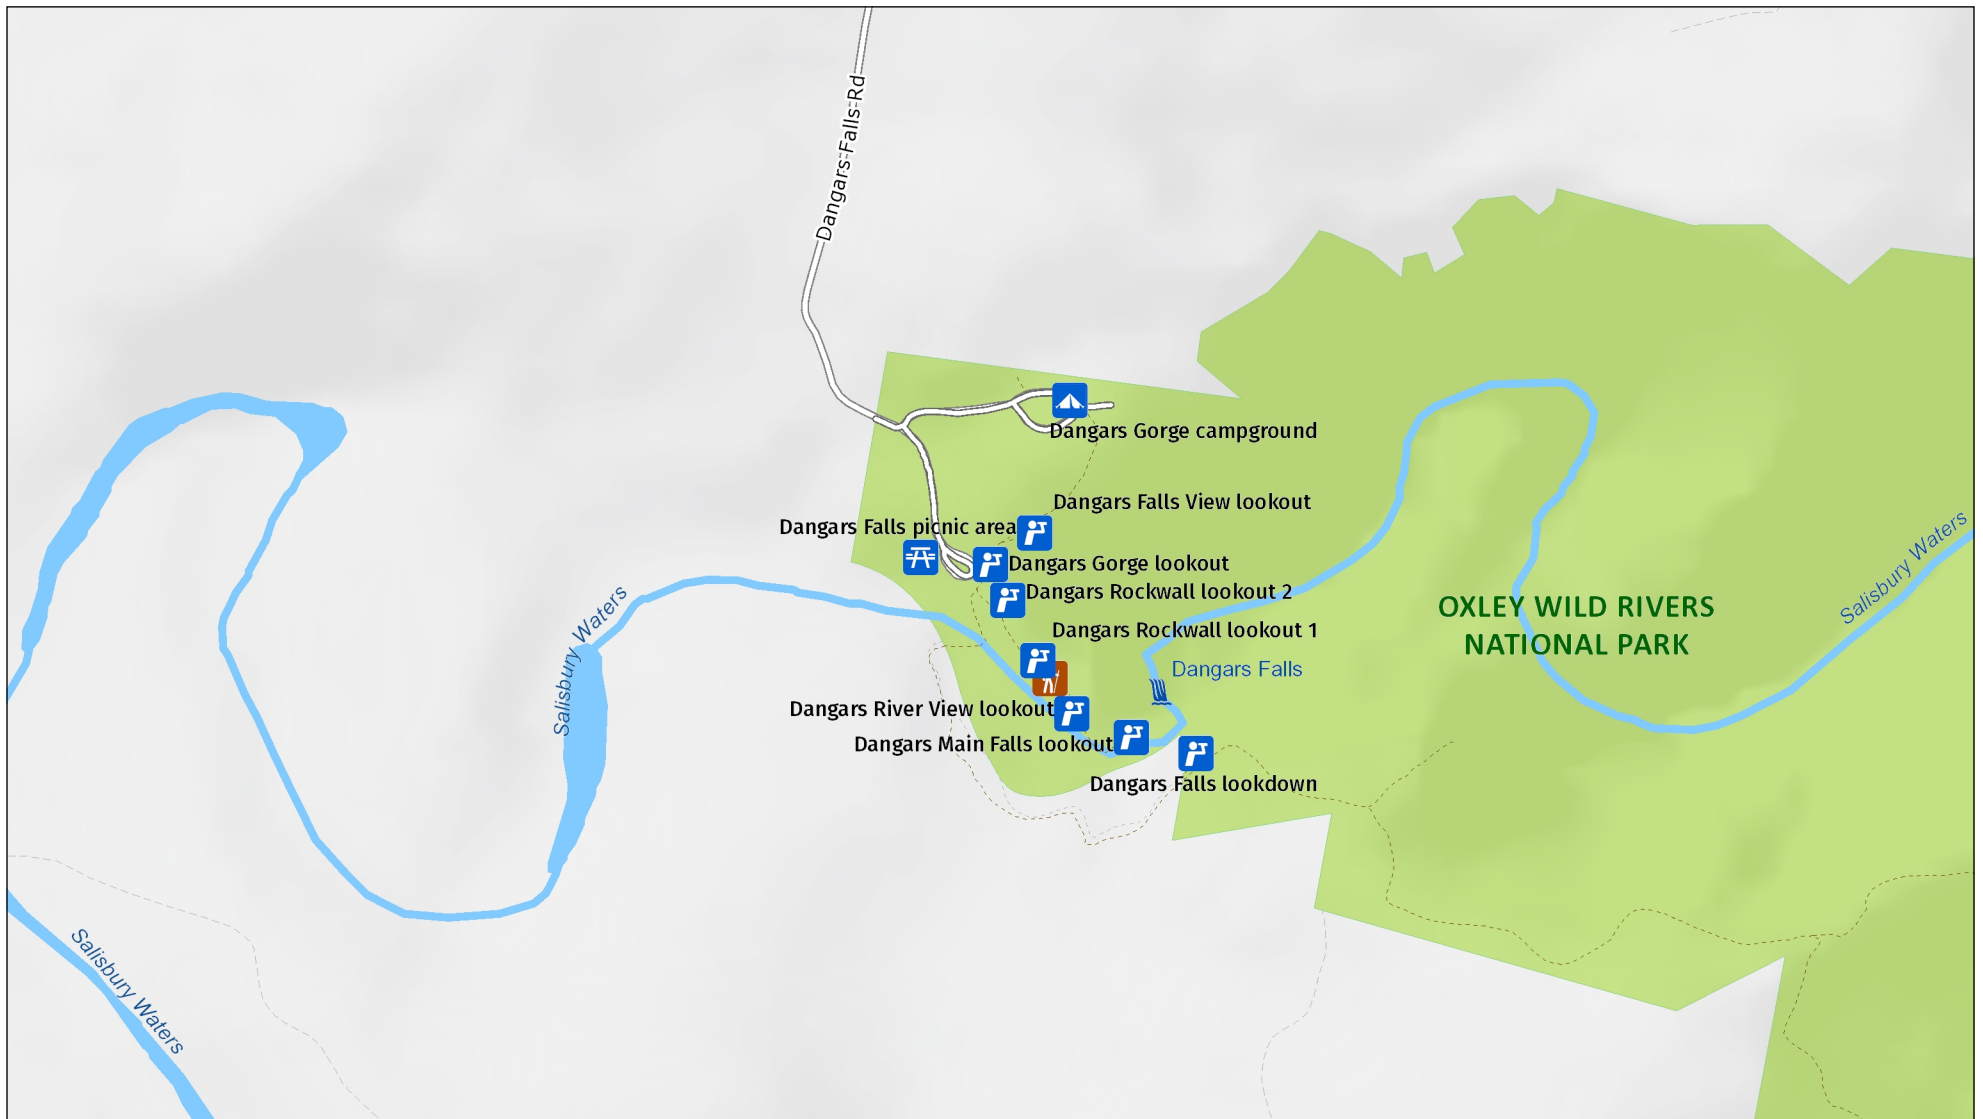 Dangars Falls Rd
Dangars Gorge campground
Dangars Falls View lookout
Dangars Falls picnic area
Dangars Gorge lookout
Dangars Rockwall lookout 2
Dangars Rockwall lookout 1
Dangars Falls
Dangars River View lookout
Dangars Main Falls lookout
Dangars Falls lookdown
OXLEY WILD RIVERS
NATIONAL PARK
Salisbury Waters
Salisbury Waters
Salisbury Waters